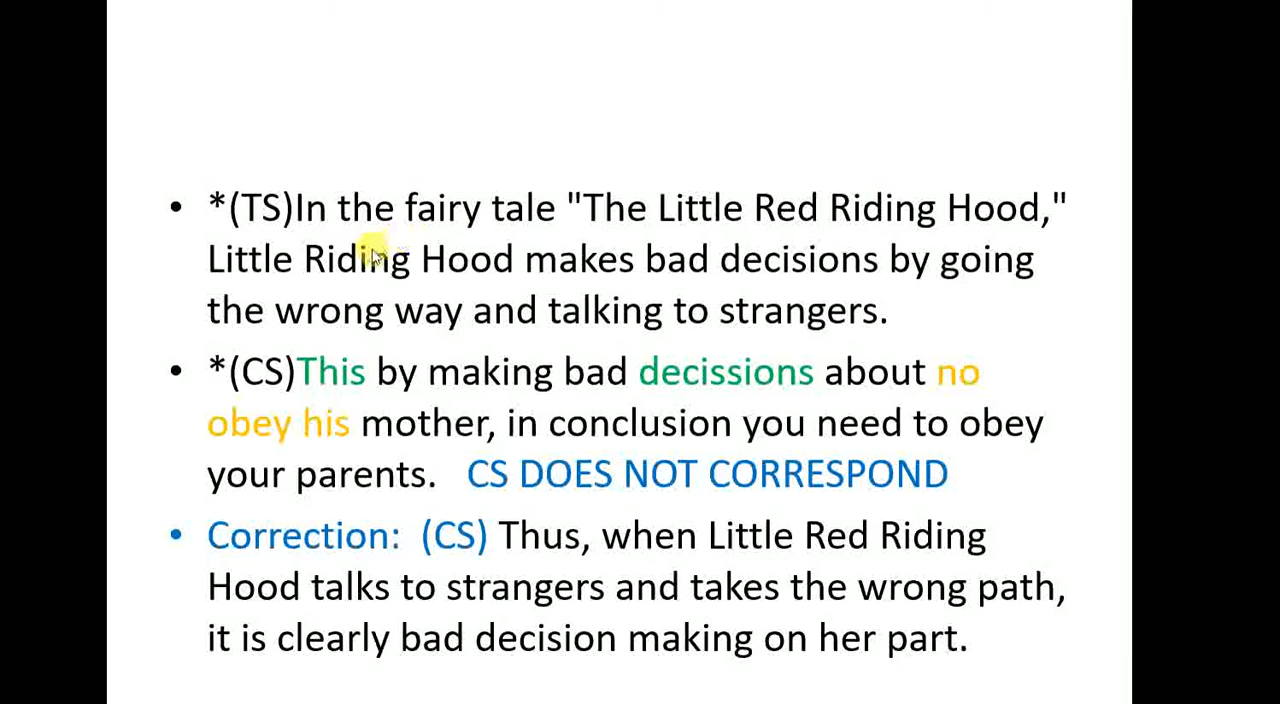 • *(TS)In the fairy tale "The Little Red Riding Hood,"
Little Riding Hood makes bad decisions by going
the wrong way and talking to strangers.
• *(CS)This by making bad decissions about no
obey his mother, in conclusion you need to obey
your parents. CS DOES NOT CORRESPOND
• Correction: (CS) Thus, when Little Red Riding
Hood talks to strangers and takes the wrong path,
it is clearly bad decision making on her part.